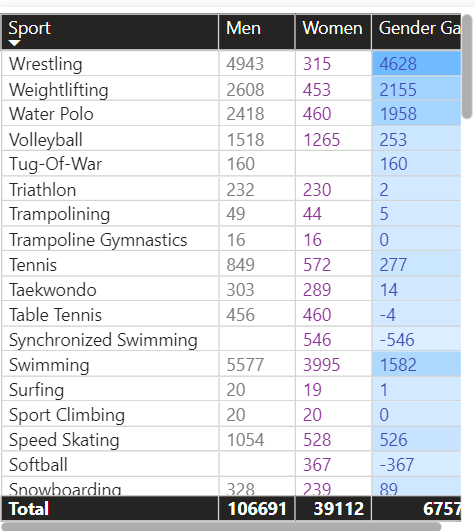 Sport Men Women Gender Ga
Wrestling 4943 315 4628
Weightlifting 2608 453 2155
Water Polo 2418 460 1958
Volleyball 1518 1265 253
Tug-Of-War 160 160
Triathlon 232 230 2
Trampolining 49 44 5
Trampoline Gymnastics 16 16 0
Tennis 849 572 277
Taekwondo 303 289 14
Table Tennis 456 460 -4
Synchronized Swimming 546 -546
Swimming 5577 3995 1582
Surfing 20 19 1
Sport Climbing 20 20 0
Speed Skating 1054 528 526
Softball 367 -367
Snowboarding 328 239 89
Total 106691 39112 6757